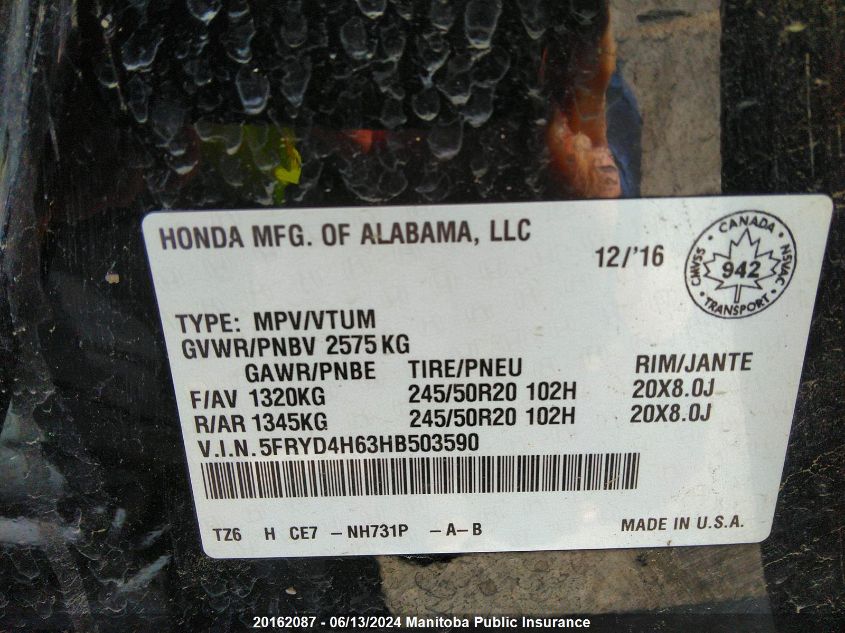 HONDA MFG. OF ALABAMA, LLC
12/'16
CANADA
CMVSS 942 NSVAC
TRANSPORT
TYPE: MPV/VTUM
GVWR/PNBV 2575KG
GAWR/PNBE TIRE/PNEU RIM/JANTE
F/AV 1320KG 245/50R20 102H 20X8.0J
R/AR 1345KG 245/50R20 102H 20X8.0J
V.I.N. 5FRYD4H63HB503590
TZ6 H CE7 -NH731P -A-B MADE IN U.S.A.
20162087 - 06/13/2024 Manitoba Public Insurance